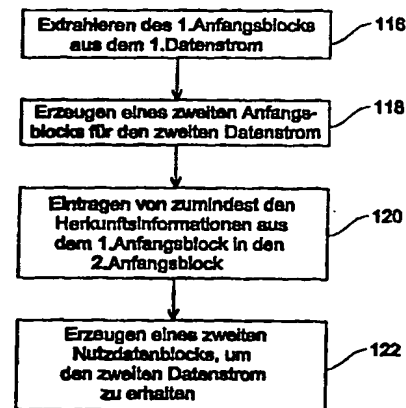 Extrahieren des 1.Anfangsblocks
aus dem 1.Datenstrom
116
Erzeugen eines zweiten Anfangs-
blocks für den zweiten Datenstrom
118
Eintragen von zumindest den
Herkunftsinformationen aus
dem 1.Anfangsblock in den
2.Anfangsblock
120
Erzeugen eines zweiten
Nutzdatenblocks, um
den zweiten Datenstrom
zu erhalten
122